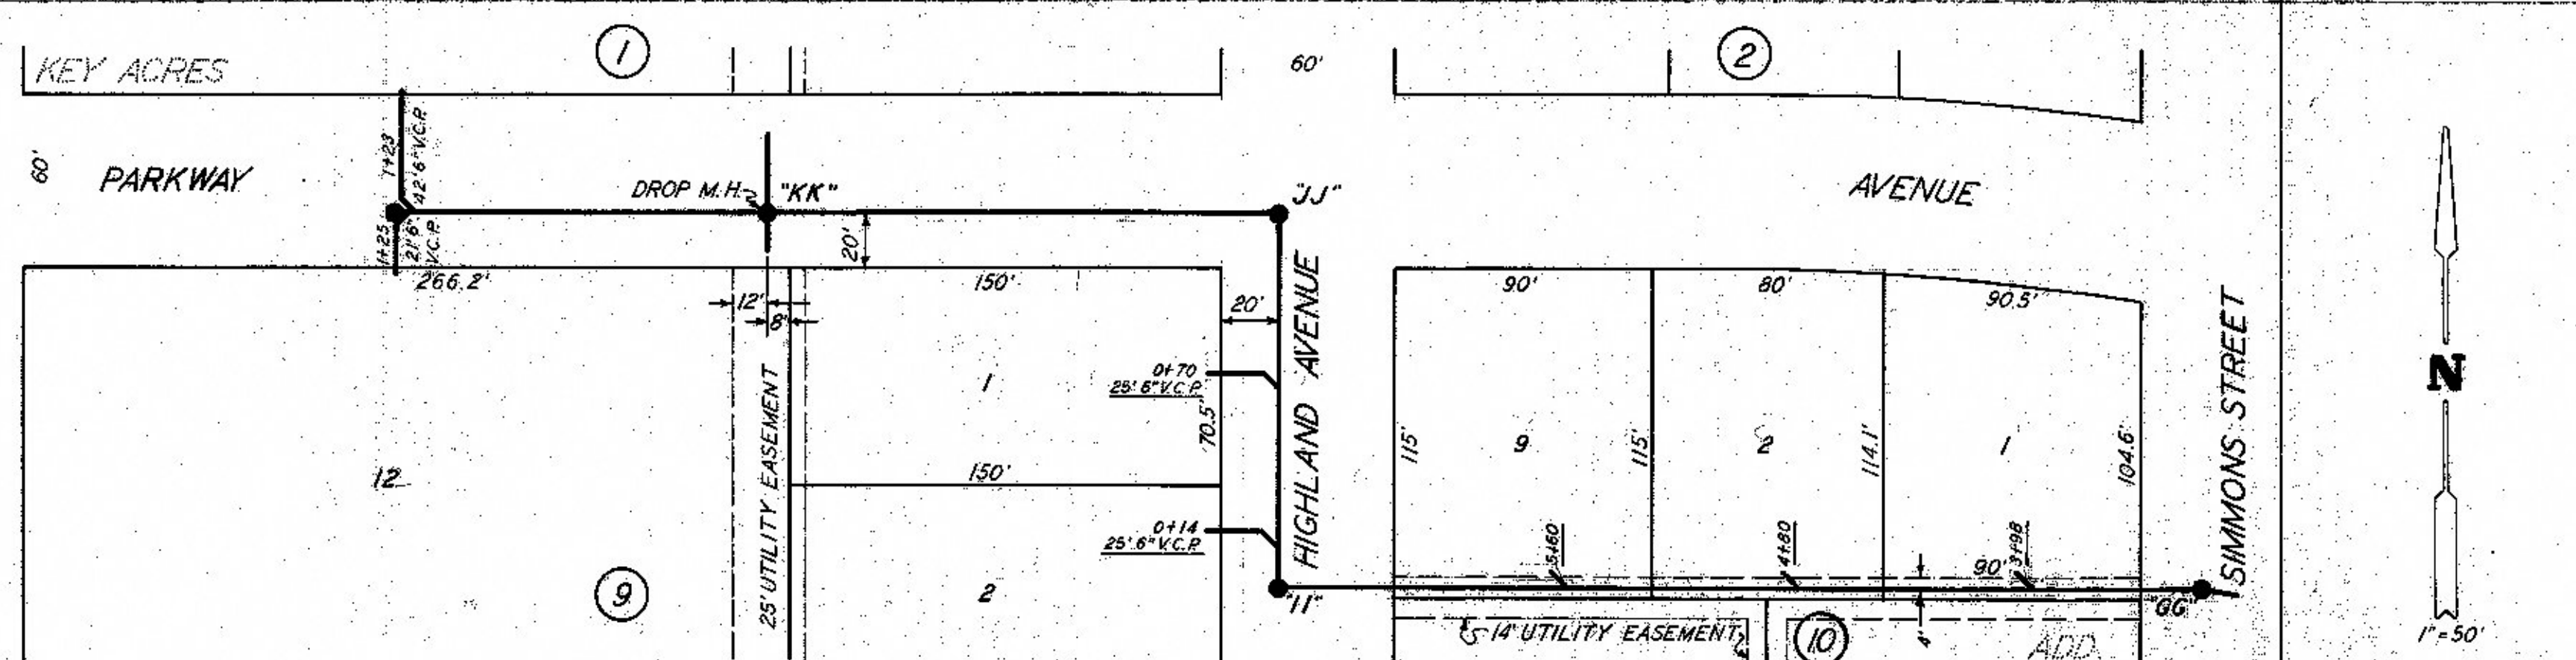 KEY ACRES
1
60'
2
60'
PARKWAY
1+23
42' 6" V.C.P.
DROP M.H.
"KK"
"JJ"
AVENUE
1+25
21' 6"
V.C.P.
20'
266.2'
12'
8'
150'
20'
HIGHLAND AVENUE
90'
80'
90.5'
SIMMONS STREET
N
1
0+70
25' 6" V.C.P.
70.5'
115'
9
115'
2
114.1'
1
104.6'
12
25' UTILITY EASEMENT
150'
0+14
25' 6" V.C.P.
5+60
4+80
3+98
90'
9
2
"II"
"GG"
14' UTILITY EASEMENT
10
4'
ADD.
1"=50'